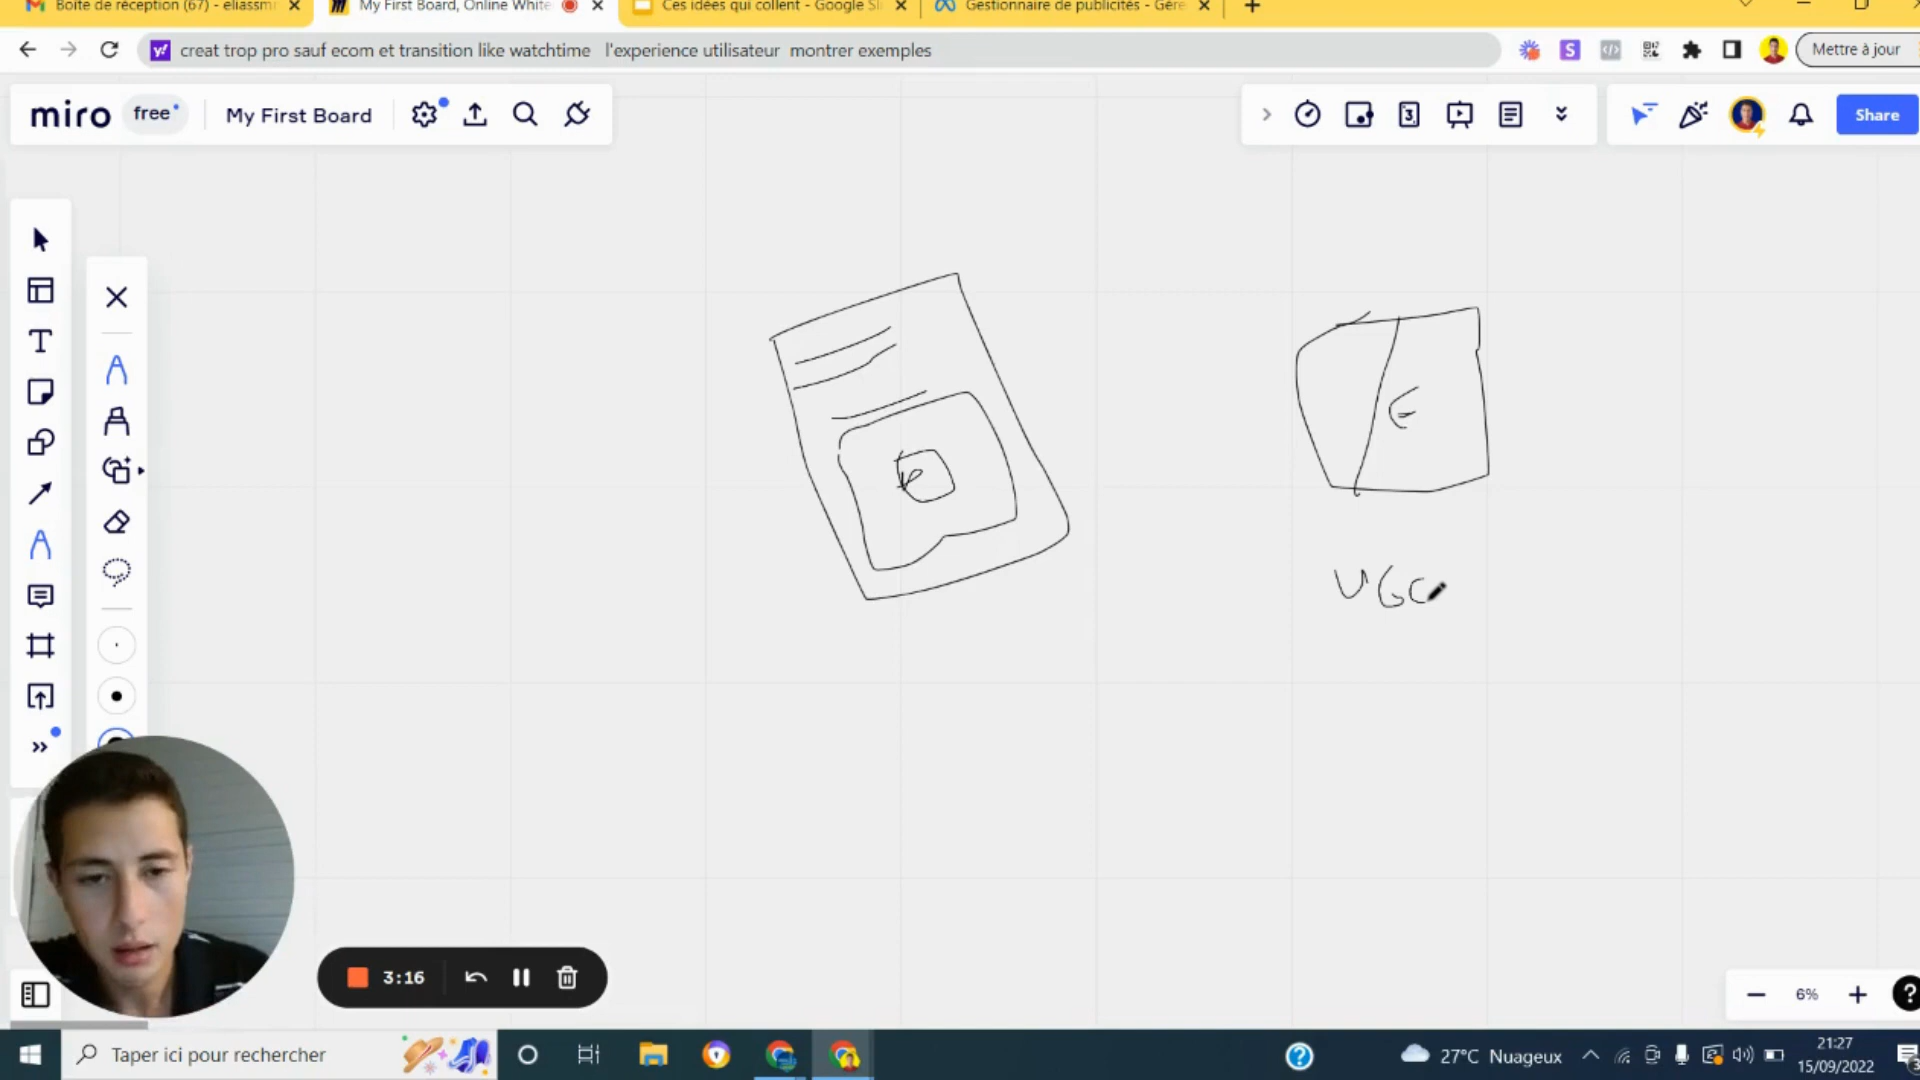 Boîte de réception (67) - eliassm
My First Board, Online White
Ces idées qui collent - Google Sl
Gestionnaire de publicités - Gére
creat trop pro sauf ecom et transition like watchtime l'experience utilisateur montrer exemples
Mettre à jour
miro
free
My First Board
Share
E
UGC
3:16
6%
Taper ici pour rechercher
27°C Nuageux
21:27
15/09/2022